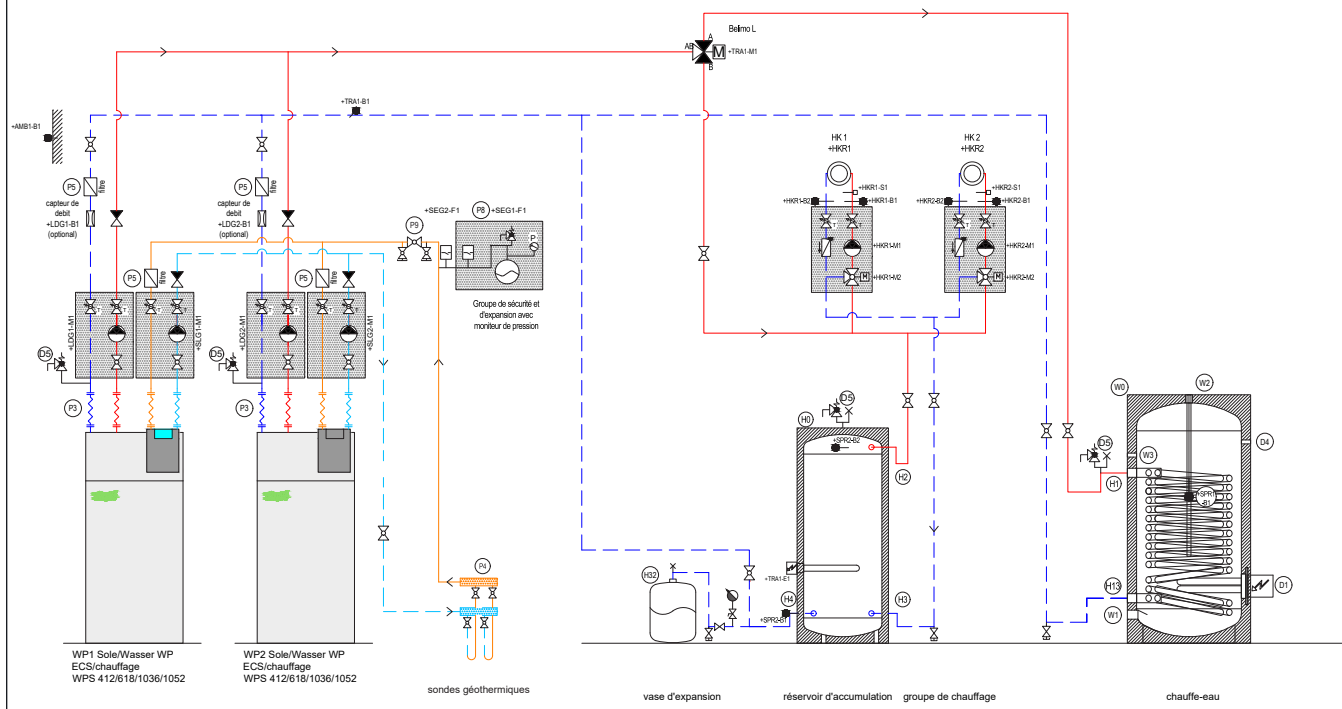 Belimo L
A
AB
M
+TRA1-M1
B
+TRA1-B1
+AMB1-B1
HK 1
+HKR1
HK 2
+HKR2
P5
filtre
capteur de
debit
+LDG1-B1
(optional)
P5
filtre
capteur de
debit
+LDG2-B1
(optional)
+SEG2-F1
P9
P8
+SEG1-F1
P
Groupe de sécurité et
d'expansion avec
moniteur de pression
+HKR1-S1
+HKR1-B2
+HKR1-B1
T
T
+HKR1-M1
M
+HKR1-M2
+HKR2-S1
+HKR2-B2
+HKR2-B1
T
T
+HKR2-M1
M
+HKR2-M2
P5
filtre
P5
filtre
+LDG1-M1
T
T
T
T
+SLG1-M1
+LDG2-M1
T
T
T
T
+SLG2-M1
D5
D5
P3
P3
P4
H0
D5
+SPR2-B2
H2
+TRA1-E1
H32
H4
H3
+SPR2-B1
W0
W2
D5
W3
D4
H1
+SPR1
-B1
H13
D1
W1
WP1 Sole/Wasser WP
ECS/chauffage
WPS 412/618/1036/1052
WP2 Sole/Wasser WP
ECS/chauffage
WPS 412/618/1036/1052
sondes géothermiques
vase d'expansion
réservoir d'accumulation
groupe de chauffage
chauffe-eau